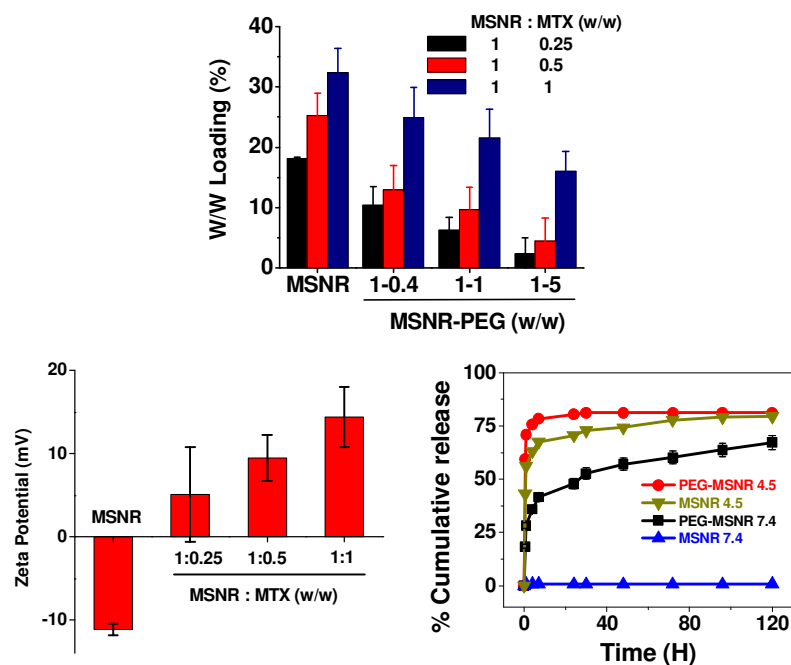 MSNR : MTX (w/w)
1 0.25
1 0.5
1 1
W/W Loading (%)
40
30
20
10
0
MSNR 1-0.4 1-1 1-5
MSNR-PEG (w/w)
Zeta Potential (mV)
20
10
0
-10
MSNR
1:0.25 1:0.5 1:1
MSNR : MTX (w/w)
% Cumulative release
100
75
50
25
0
PEG-MSNR 4.5
MSNR 4.5
PEG-MSNR 7.4
MSNR 7.4
0 40 80 120
Time (H)